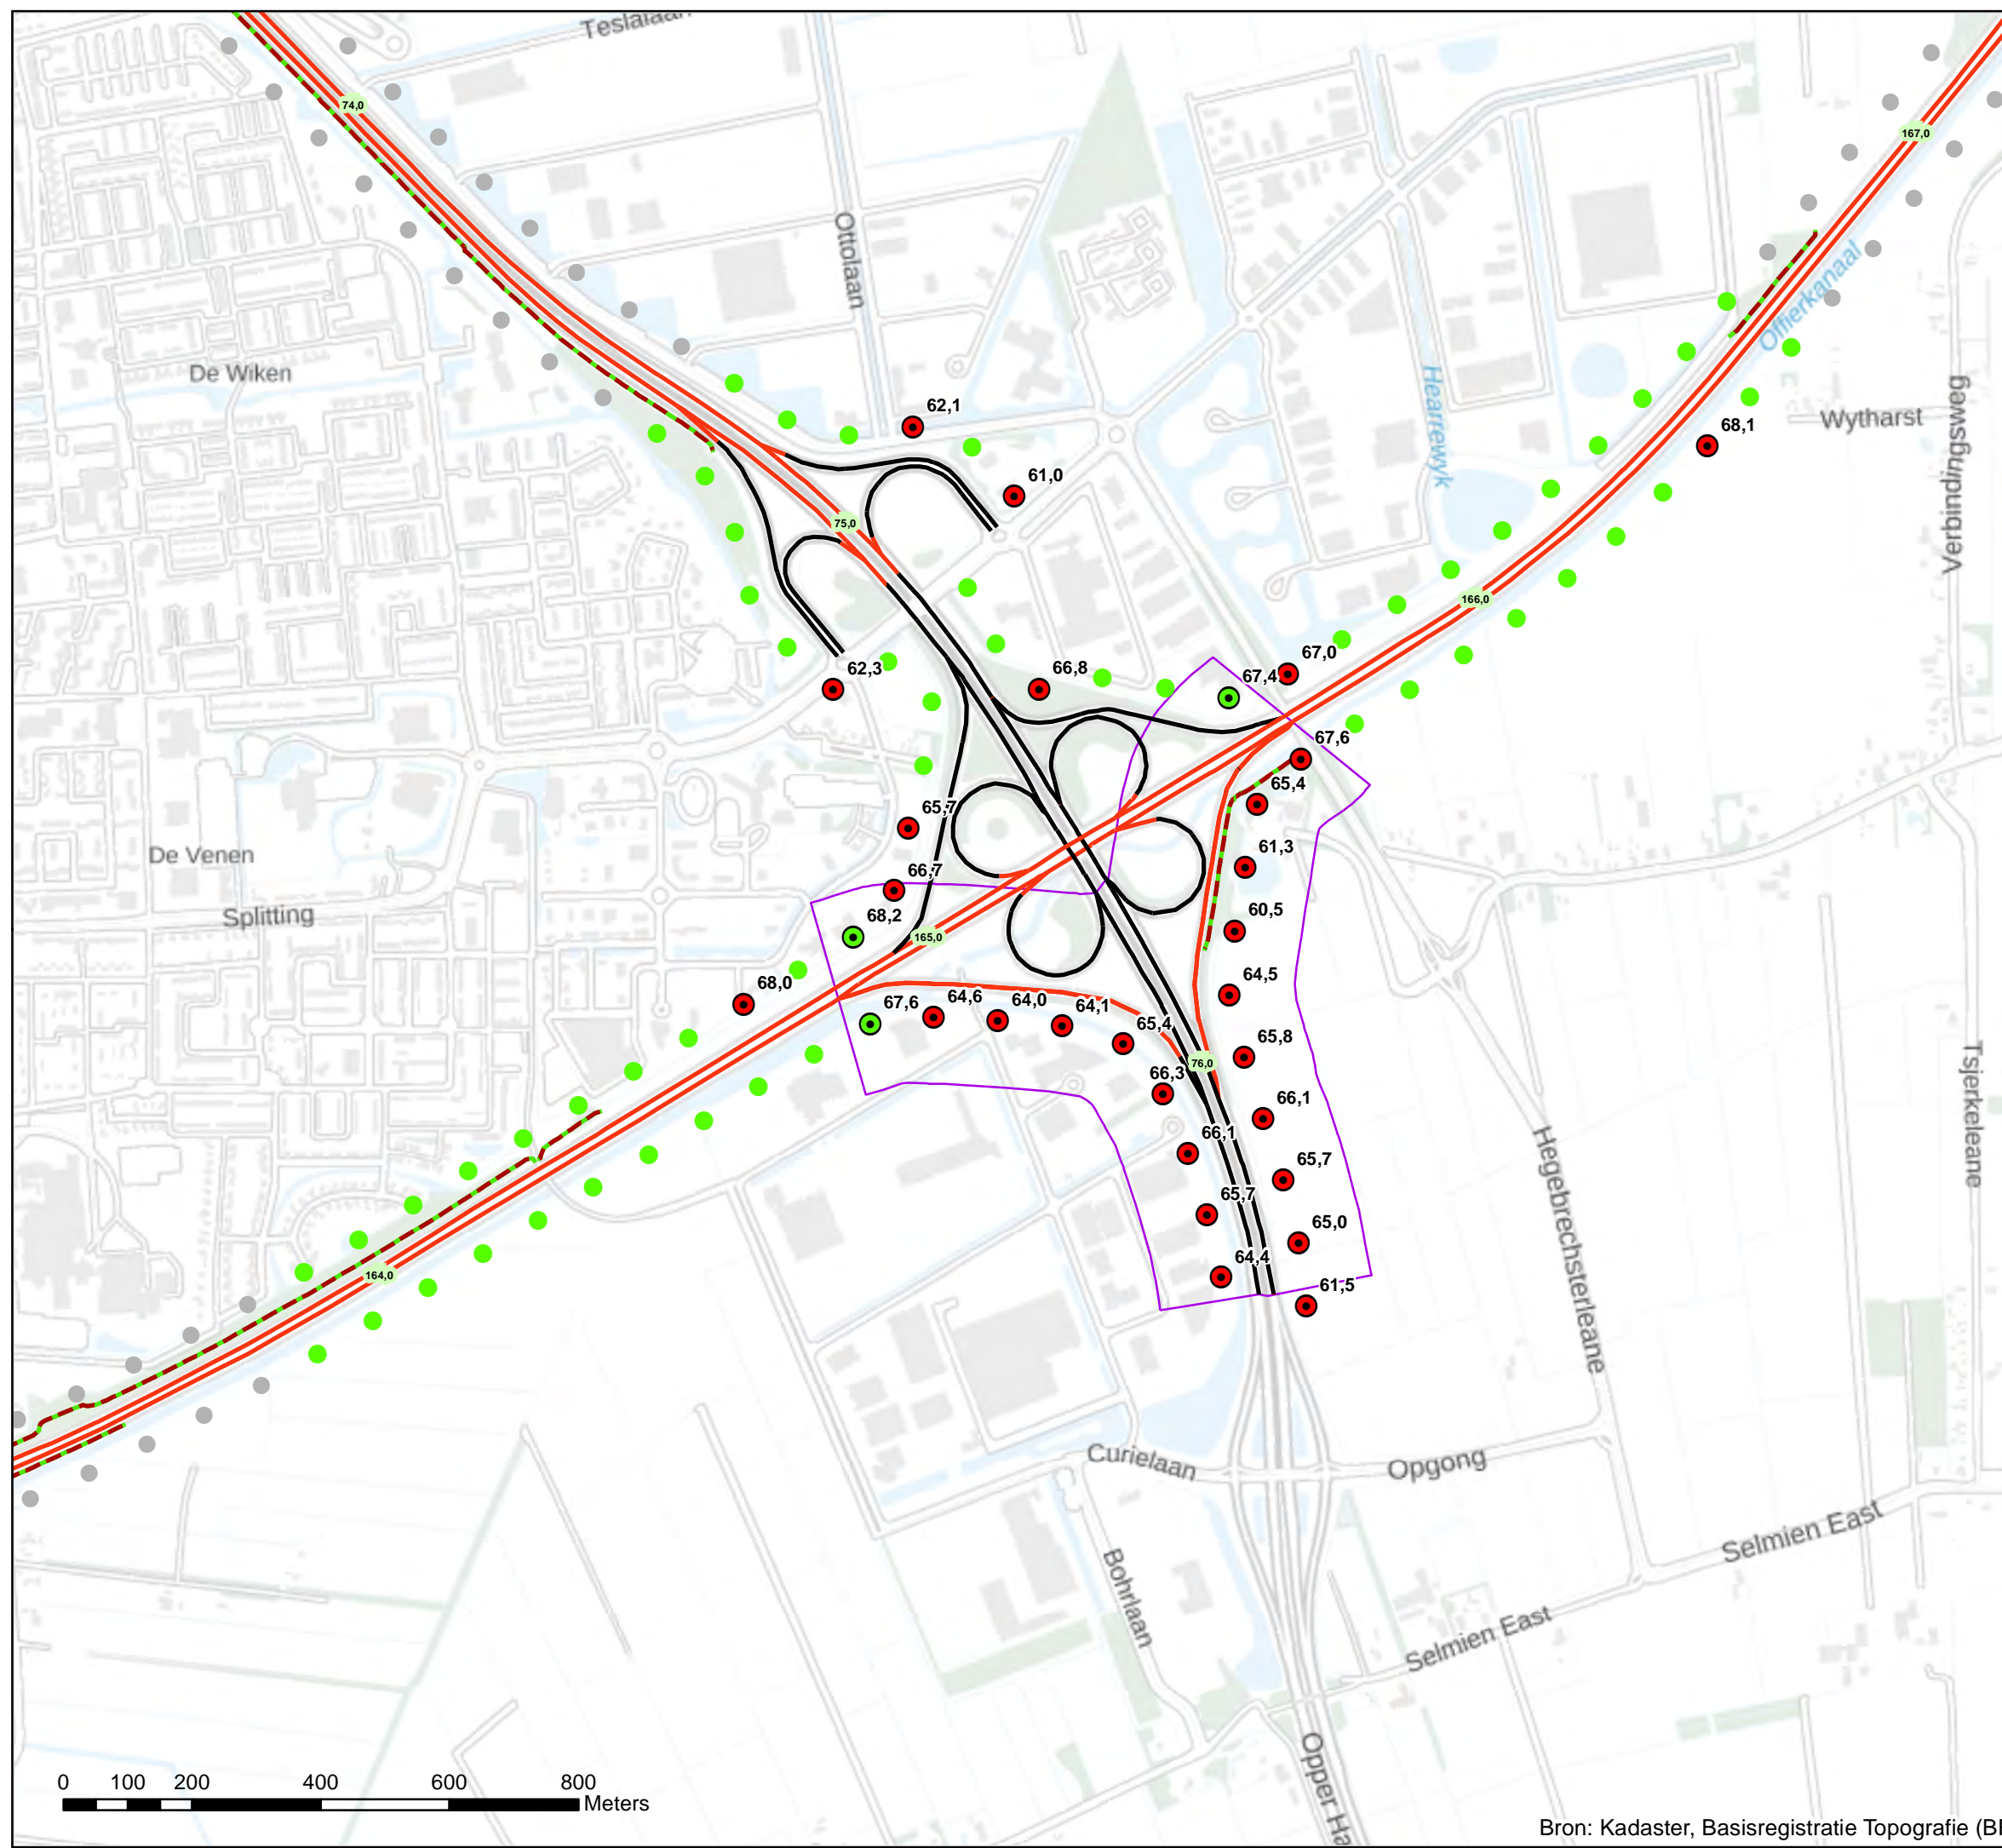 Teslalaan
74,0
167,0
Ottolaan
Offierkanaal
De Wiken
Hearrewyk
Wytharst
62,1
68,1
61,0
75,0
166,0
67,0
62,3
66,8
67,4
67,6
65,7
65,4
De Venen
61,3
66,7
Splitting
68,2
165,0
60,5
68,0
64,5
67,6
64,6
64,0
64,1
65,4
65,8
76,0
66,3
66,1
66,1
Tsjerkeleane
65,7
65,7
Hegebrechsterleane
65,0
64,4
164,0
61,5
Curielaan
Opgong
Selmien East
Bohrlaan
Selmien East
Opper Ha
0 100 200 400 600 800
Meters
Bron: Kadaster, Basisregistratie Topografie (B